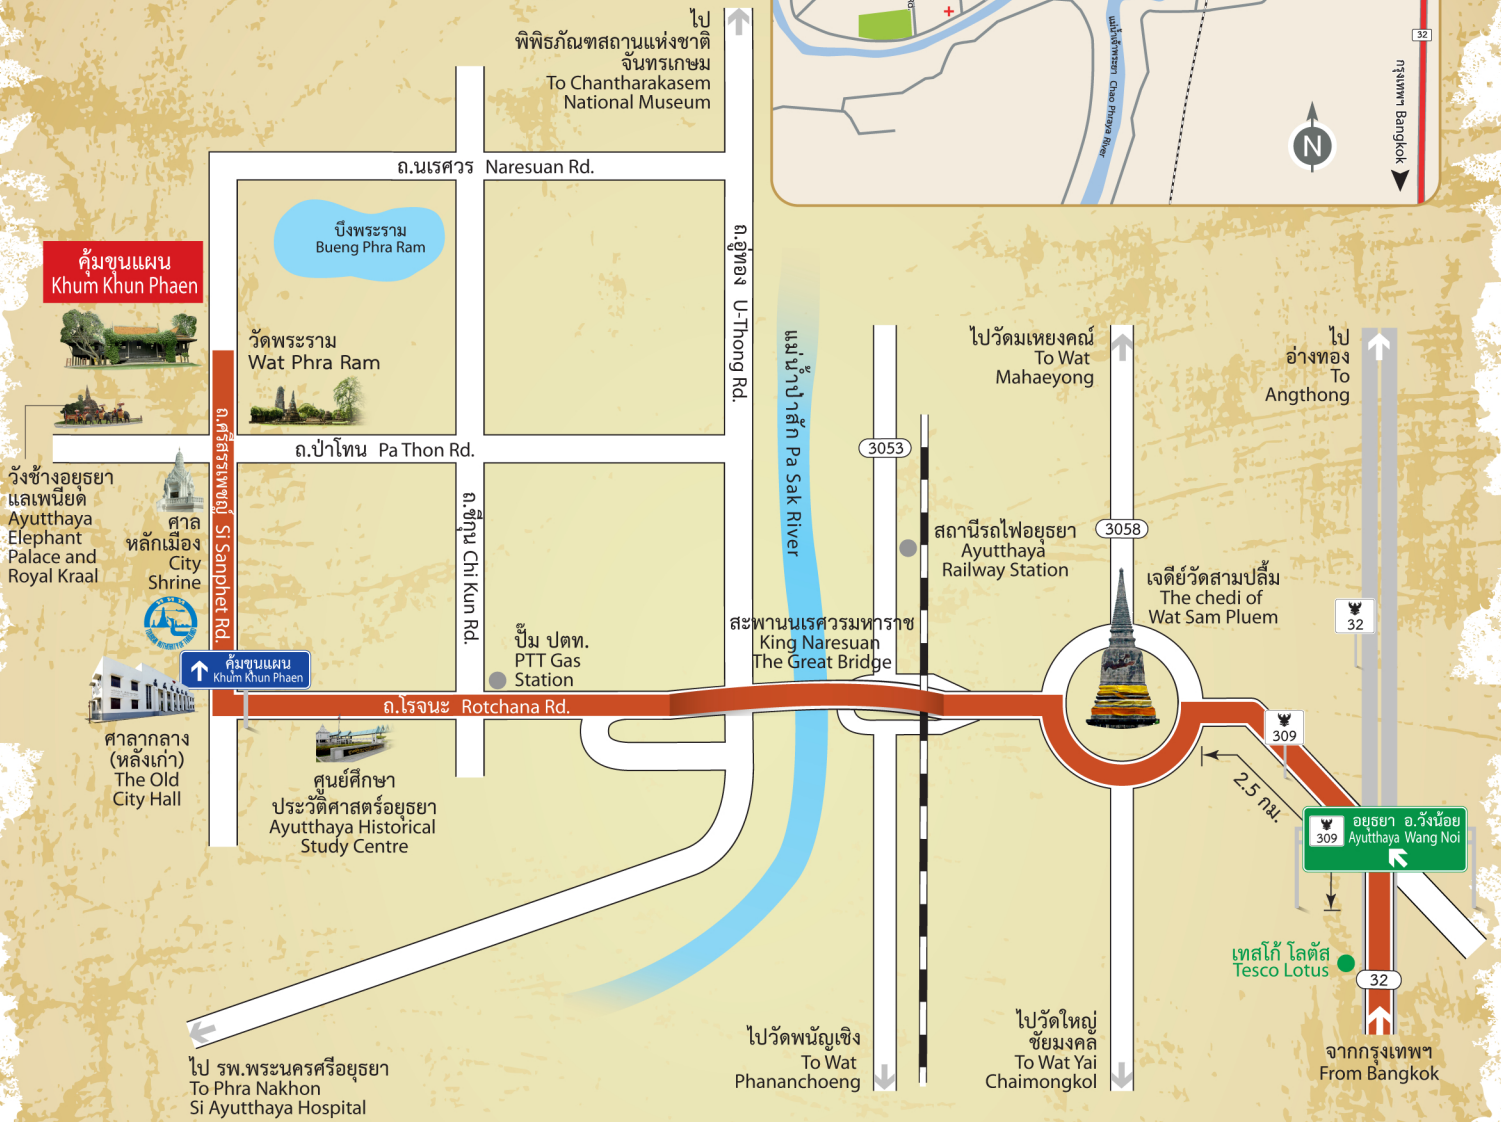 ไป
พิพิธภัณฑสถานแห่งชาติ
จันทรเกษม
To Chantharakasem
National Museum
แม่น้ำเจ้าพระยา Chao Phraya River
32
กรุงเทพฯ Bangkok
N
ถ.นเรศวร Naresuan Rd.
บึงพระราม
Bueng Phra Ram
คุ้มขุนแผน
Khum Khun Phaen
ถ.อู่ทอง U-Thong Rd.
วัดพระราม
Wat Phra Ram
แม่น้ำป่าสัก Pa Sak River
ไปวัดมเหยงคณ์
To Wat
Mahaeyong
ไป
อ่างทอง
To
Angthong
ถ.ศรีสรรเพชญ์ Si Sanphet Rd.
ถ.ป่าโทน Pa Thon Rd.
3053
วังช้างอยุธยา
แลเพนียด
Ayutthaya
Elephant
Palace and
Royal Kraal
ศาล
หลักเมือง
City
Shrine
ถ.ชีกุน Chi Kun Rd.
สถานีรถไฟอยุธยา
Ayutthaya
Railway Station
3058
เจดีย์วัดสามปลื้ม
The chedi of
Wat Sam Pluem
32
สะพานนเรศวรมหาราช
King Naresuan
The Great Bridge
ปั๊ม ปตท.
PTT Gas
Station
คุ้มขุนแผน
Khum Khun Phaen
ถ.โรจนะ Rotchana Rd.
309
2.5 กม.
ศาลากลาง
(หลังเก่า)
The Old
City Hall
ศูนย์ศึกษา
ประวัติศาสตร์อยุธยา
Ayutthaya Historical
Study Centre
309
อยุธยา อ.วังน้อย
Ayutthaya Wang Noi
เทสโก้ โลตัส
Tesco Lotus
32
จากกรุงเทพฯ
From Bangkok
ไปวัดพนัญเชิง
To Wat
Phananchoeng
ไปวัดใหญ่
ชัยมงคล
To Wat Yai
Chaimongkol
ไป รพ.พระนครศรีอยุธยา
To Phra Nakhon
Si Ayutthaya Hospital